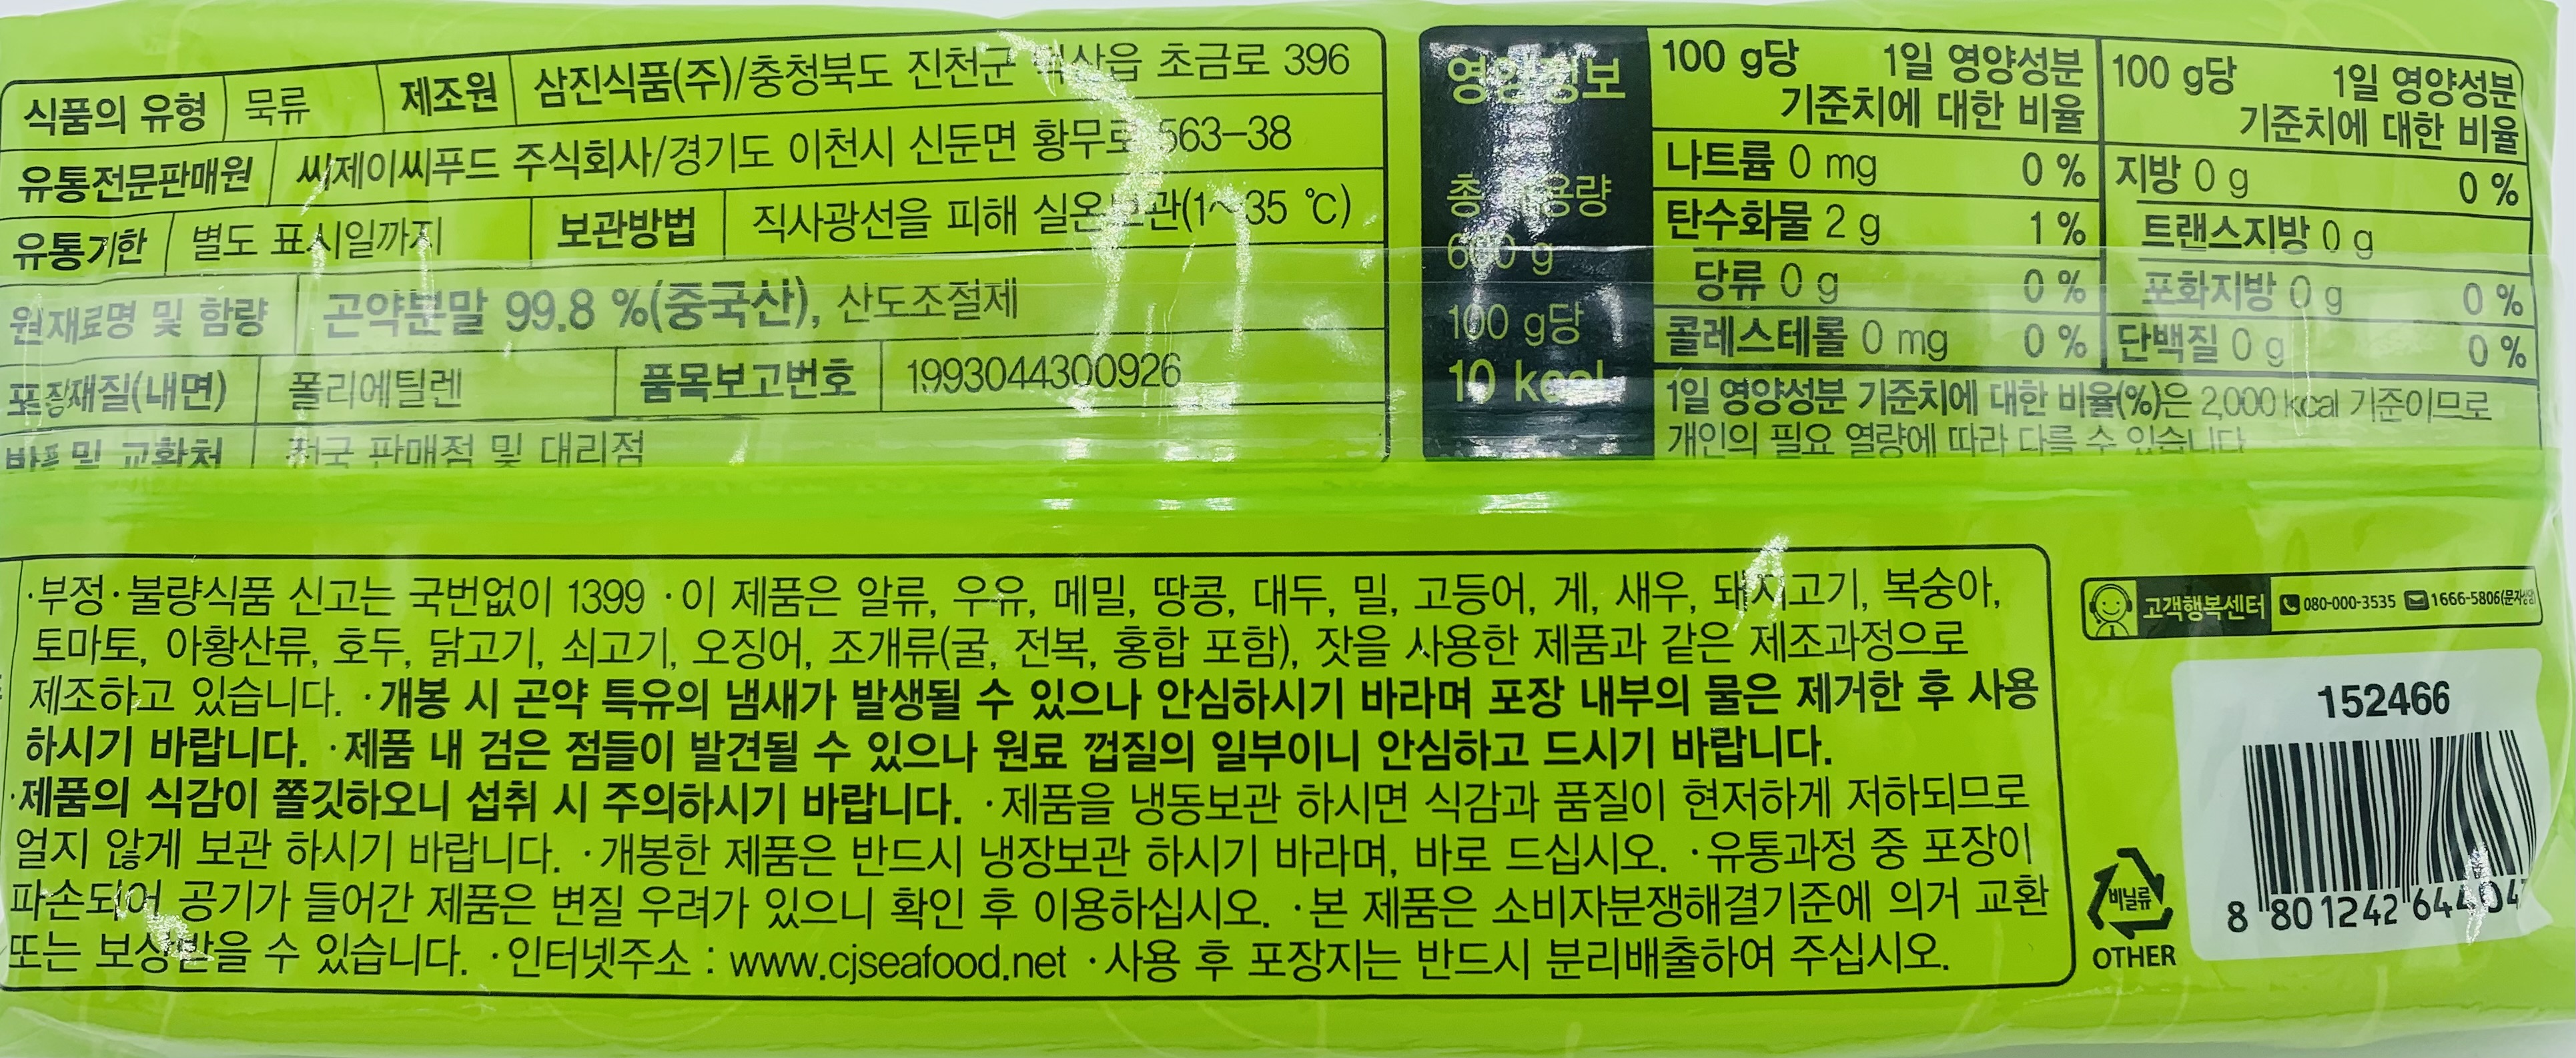 식품의 유형 묵류 제조원 삼진식품(주)/충청북도 진천군 초금로 396
유통전문판매원 씨제이씨푸드 주식회사/경기도 이천시 신둔면 황무로 563-38
유통기한 별도 표시일까지 보관방법 직사광선을 피해 실온보관(1~35 ℃)
원재료명 및 함량 곤약분말 99.8 %(중국산), 산도조절제
포장재질(내면) 폴리에틸렌 품목보고번호 1993044300926
반품 및 교환처 전국 판매점 및 대리점
영양정보
총 내용량
600 g
100 g당
10 kcal
100 g당 1일 영양성분
기준치에 대한 비율
나트륨 0 mg 0 %
탄수화물 2 g 1 %
당류 0 g 0 %
콜레스테롤 0 mg 0 %
100 g당 1일 영양성분
기준치에 대한 비율
지방 0 g 0 %
트랜스지방 0 g
포화지방 0 g 0 %
단백질 0 g 0 %
1일 영양성분 기준치에 대한 비율(%)은 2,000 kcal 기준이므로
개인의 필요 열량에 따라 다를 수 있습니다
·부정·불량식품 신고는 국번없이 1399 ·이 제품은 알류, 우유, 메밀, 땅콩, 대두, 밀, 고등어, 게, 새우, 돼지고기, 복숭아,
토마토, 아황산류, 호두, 닭고기, 쇠고기, 오징어, 조개류(굴, 전복, 홍합 포함), 잣을 사용한 제품과 같은 제조과정으로
제조하고 있습니다. ·개봉 시 곤약 특유의 냄새가 발생될 수 있으나 안심하시기 바라며 포장 내부의 물은 제거한 후 사용
하시기 바랍니다. ·제품 내 검은 점들이 발견될 수 있으나 원료 껍질의 일부이니 안심하고 드시기 바랍니다.
·제품의 식감이 쫄깃하오니 섭취 시 주의하시기 바랍니다. ·제품을 냉동보관 하시면 식감과 품질이 현저하게 저하되므로
얼지 않게 보관 하시기 바랍니다. ·개봉한 제품은 반드시 냉장보관 하시기 바라며, 바로 드십시오. ·유통과정 중 포장이
파손되어 공기가 들어간 제품은 변질 우려가 있으니 확인 후 이용하십시오. ·본 제품은 소비자분쟁해결기준에 의거 교환
또는 보상받을 수 있습니다. ·인터넷주소 : www.cjseafood.net ·사용 후 포장지는 반드시 분리배출하여 주십시오.
고객행복센터 080-000-3535 1666-5806(문자상담)
152466
8 801242 644047
비닐류
OTHER